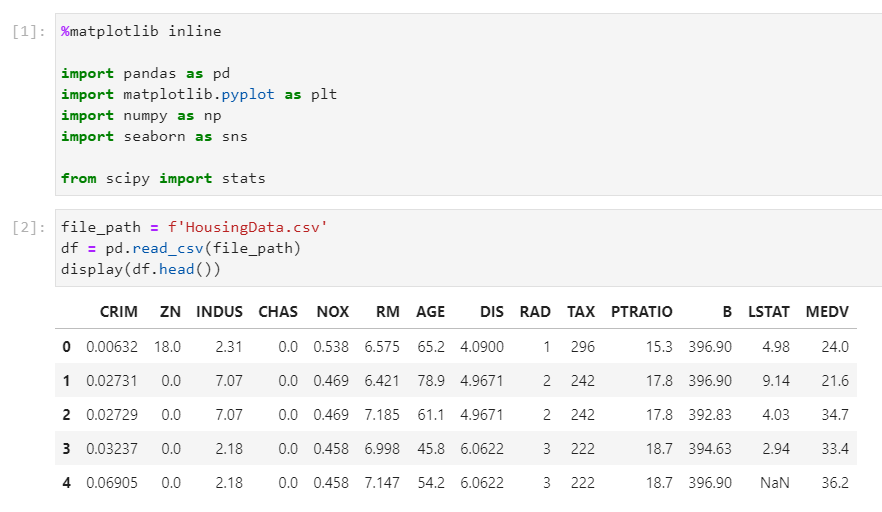 [1]: %matplotlib inline
import pandas as pd
import matplotlib.pyplot as plt
import numpy as np
import seaborn as sns
from scipy import stats
[2]: file_path = f'HousingData.csv'
df = pd.read_csv(file_path)
display(df.head())
CRIM ZN INDUS CHAS NOX RM AGE DIS RAD TAX PTRATIO B LSTAT MEDV
0 0.00632 18.0 2.31 0.0 0.538 6.575 65.2 4.0900 1 296 15.3 396.90 4.98 24.0
1 0.02731 0.0 7.07 0.0 0.469 6.421 78.9 4.9671 2 242 17.8 396.90 9.14 21.6
2 0.02729 0.0 7.07 0.0 0.469 7.185 61.1 4.9671 2 242 17.8 392.83 4.03 34.7
3 0.03237 0.0 2.18 0.0 0.458 6.998 45.8 6.0622 3 222 18.7 394.63 2.94 33.4
4 0.06905 0.0 2.18 0.0 0.458 7.147 54.2 6.0622 3 222 18.7 396.90 NaN 36.2